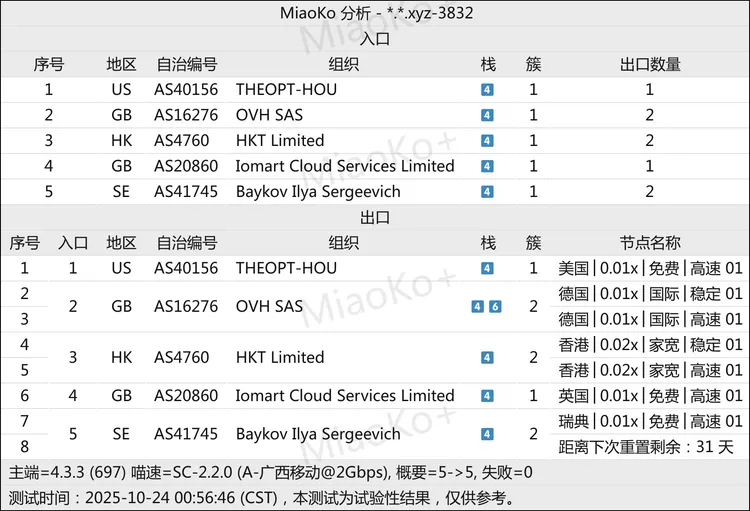 MiaoKo 分析 - *.*.xyz-3832
入口
序号 地区 自治编号 组织 栈 簇 出口数量
1 US AS40156 THEOPT-HOU 4 1 1
2 GB AS16276 OVH SAS 4 1 2
3 HK AS4760 HKT Limited 4 1 2
4 GB AS20860 Iomart Cloud Services Limited 4 1 1
5 SE AS41745 Baykov Ilya Sergeevich 4 1 2
出口
序号 入口 地区 自治编号 组织 栈 簇 节点名称
1 1 US AS40156 THEOPT-HOU 4 1 美国|0.01x|免费|高速 01
2 德国|0.01x|国际|稳定 01
2 GB AS16276 OVH SAS 4 6 2
3 德国|0.01x|国际|高速 01
4 香港|0.02x|家宽|稳定 01
3 HK AS4760 HKT Limited 4 2
5 香港|0.02x|家宽|高速 01
6 4 GB AS20860 Iomart Cloud Services Limited 4 1 英国|0.01x|免费|高速 01
7 瑞典|0.01x|免费|高速 01
5 SE AS41745 Baykov Ilya Sergeevich 4 2
8 距离下次重置剩余：31 天
主端=4.3.3 (697) 喵速=SC-2.2.0 (A-广西移动@2Gbps), 概要=5->5, 失败=0
测试时间：2025-10-24 00:56:46 (CST)，本测试为试验性结果，仅供参考。
MiaoKo+
MiaoKo+
MiaoKo+
MiaoKo+